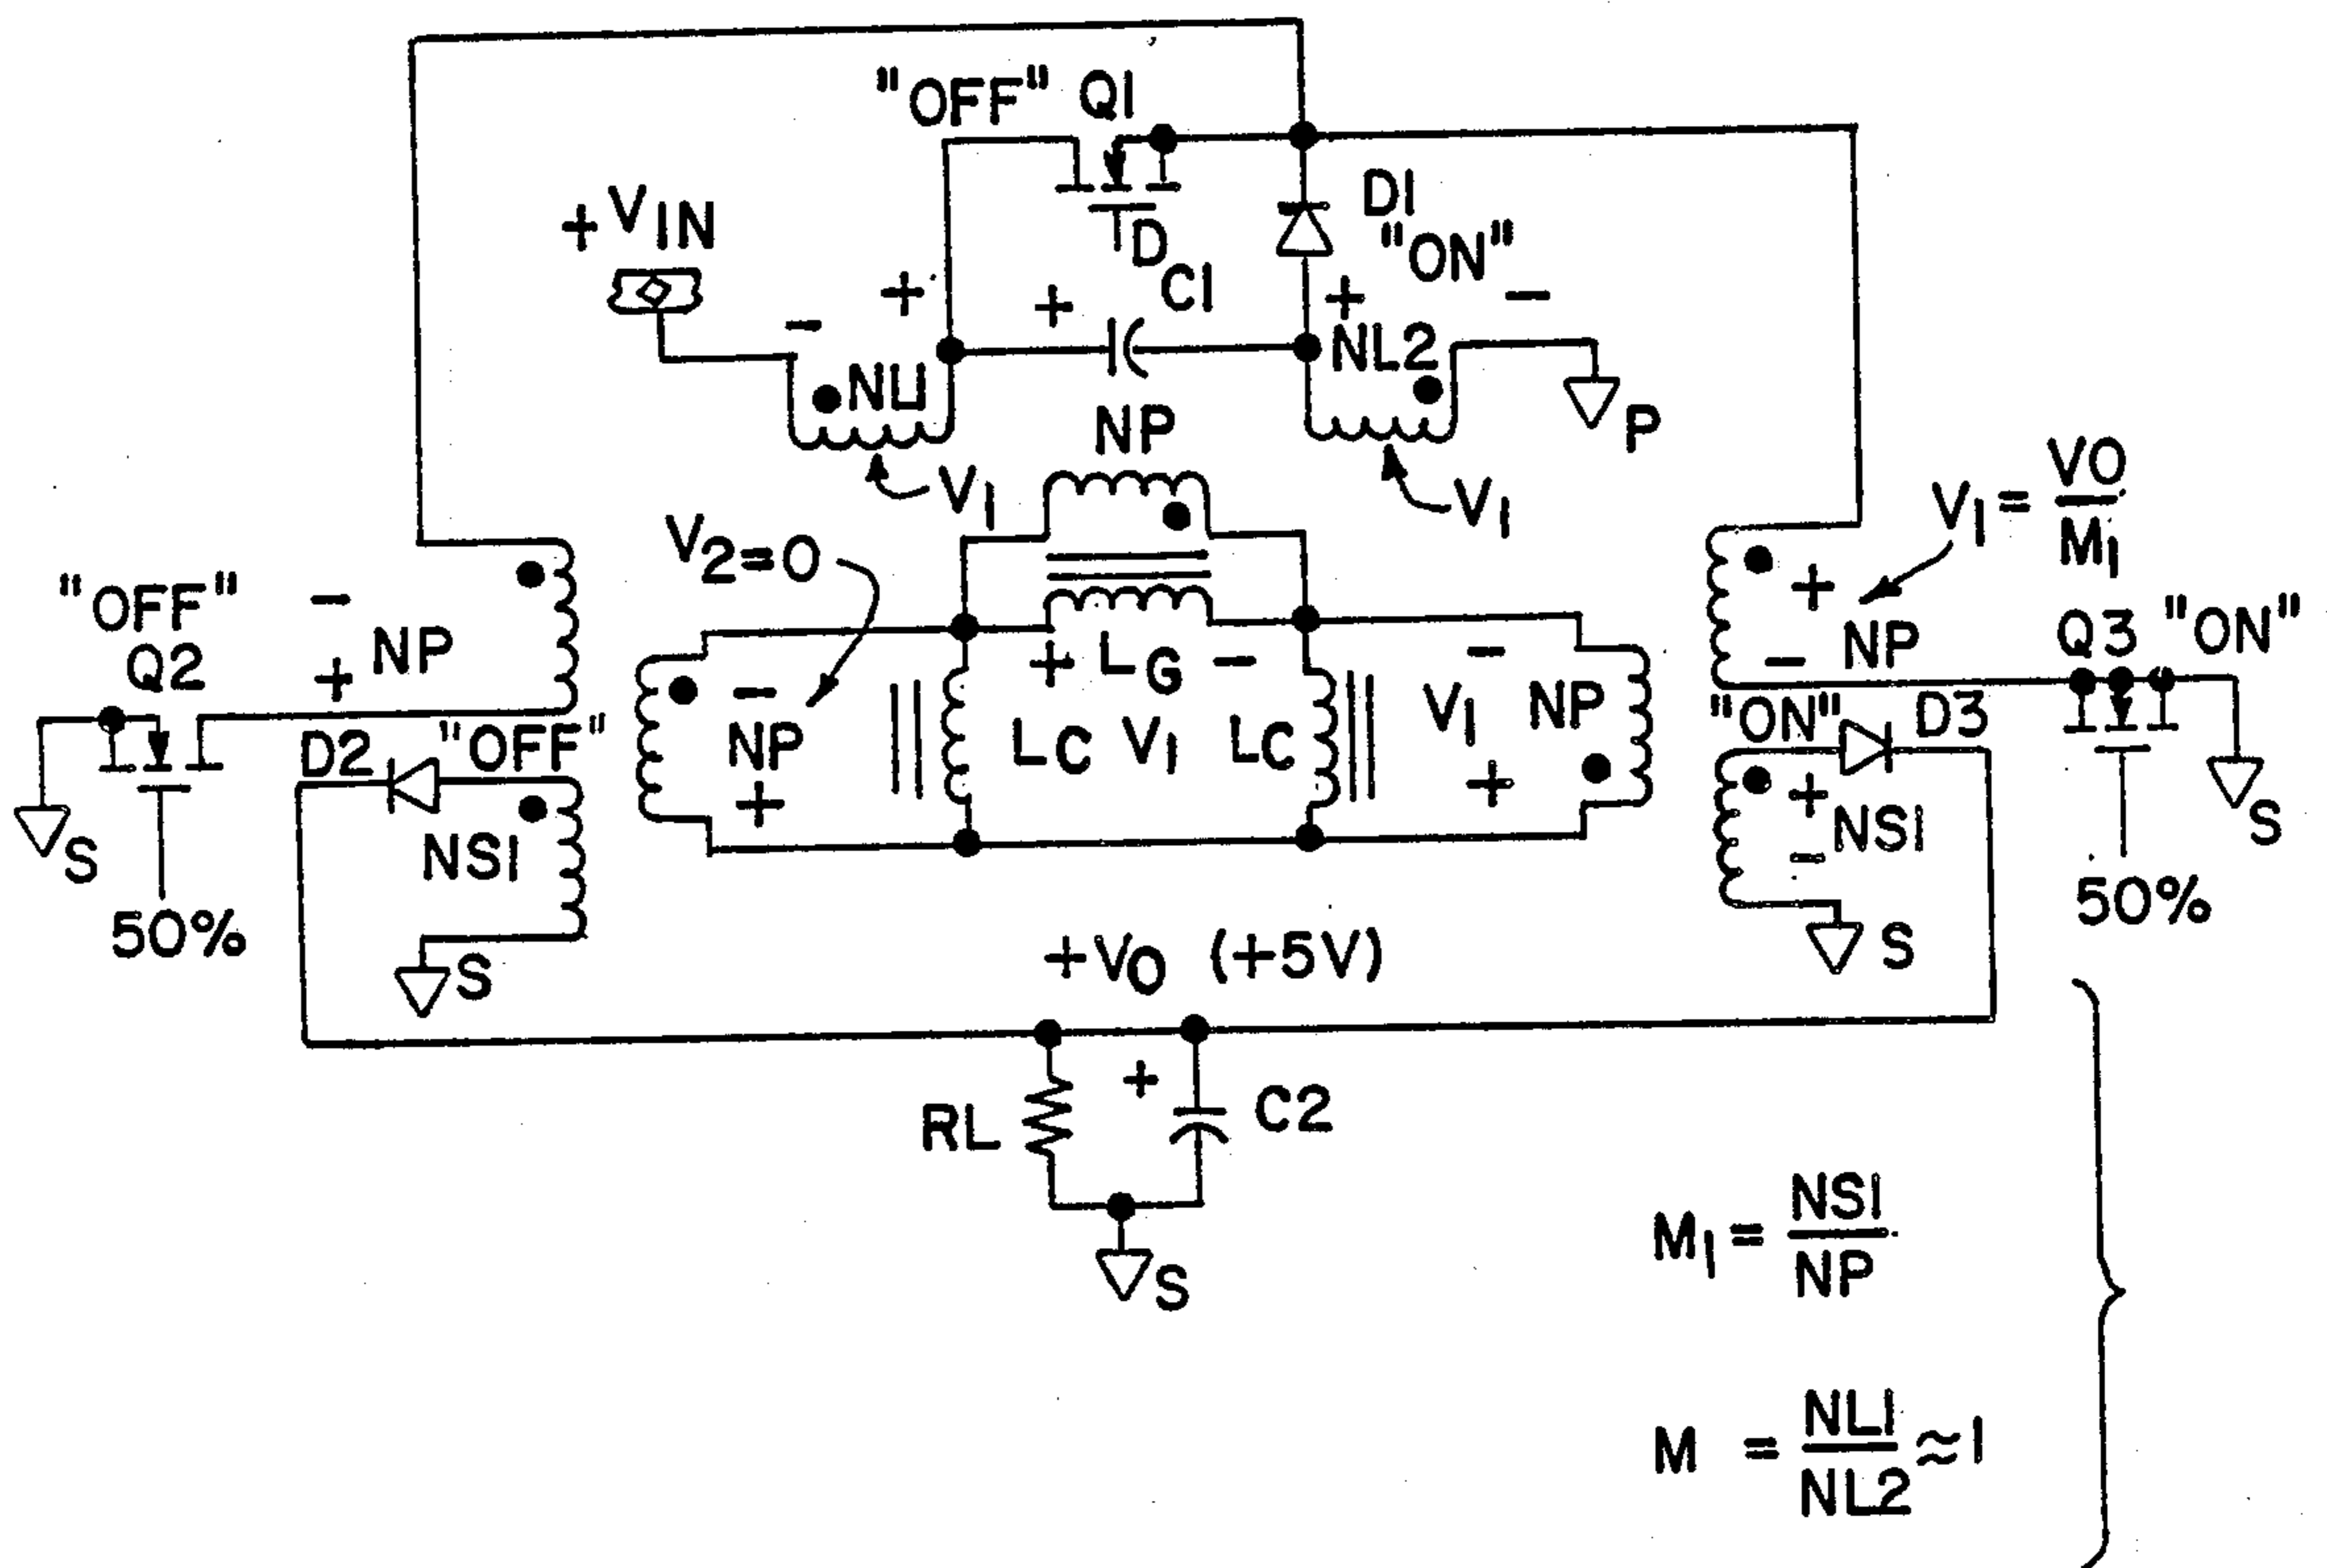 "OFF" Q1
D
D1
"ON"
+VIN
+
C1
+
+
-
-
NL1
NL2
P
NP
V1
V1
V1 = VO
M1
V2=0
"OFF"
Q2
-
NP
+
+
NP
-
Q3 "ON"
+ LG -
-
NP
+
LC V1 LC
-
V1 NP
+
D2 "OFF"
"ON" D3
NS1
+
NS1
-
S
S
50%
50%
S
S
+VO (+5V)
RL
+
C2
S
M1 = NS1
NP
M = NL1 ≈1
NL2